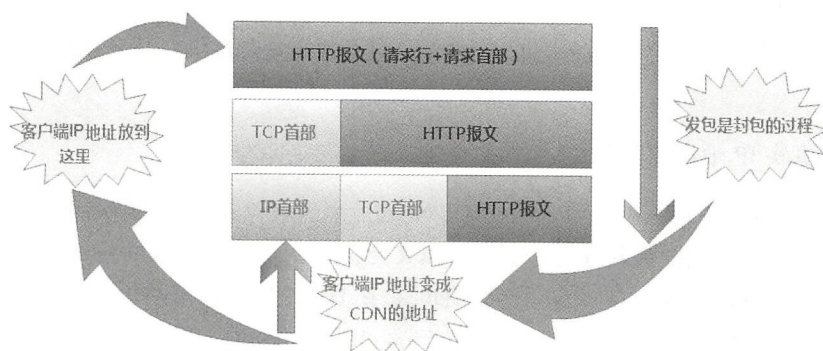 HTTP报文（请求行+请求首部）
客户端IP地址放到
这里
TCP首部
HTTP报文
发包是封包的过程
IP首部
TCP首部
HTTP报文
客户端IP地址变成
CDN的地址